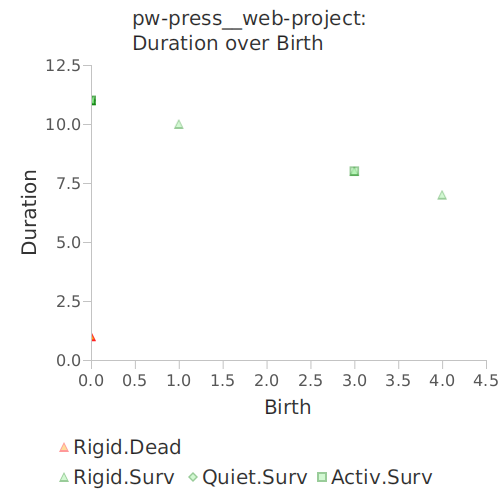 pw-press__web-project:
Duration over Birth
12.5
10.0
7.5
5.0
2.5
0.0
Duration
0.0 0.5 1.0 1.5 2.0 2.5 3.0 3.5 4.0 4.5
Birth
Rigid.Dead
Rigid.Surv Quiet.Surv Activ.Surv